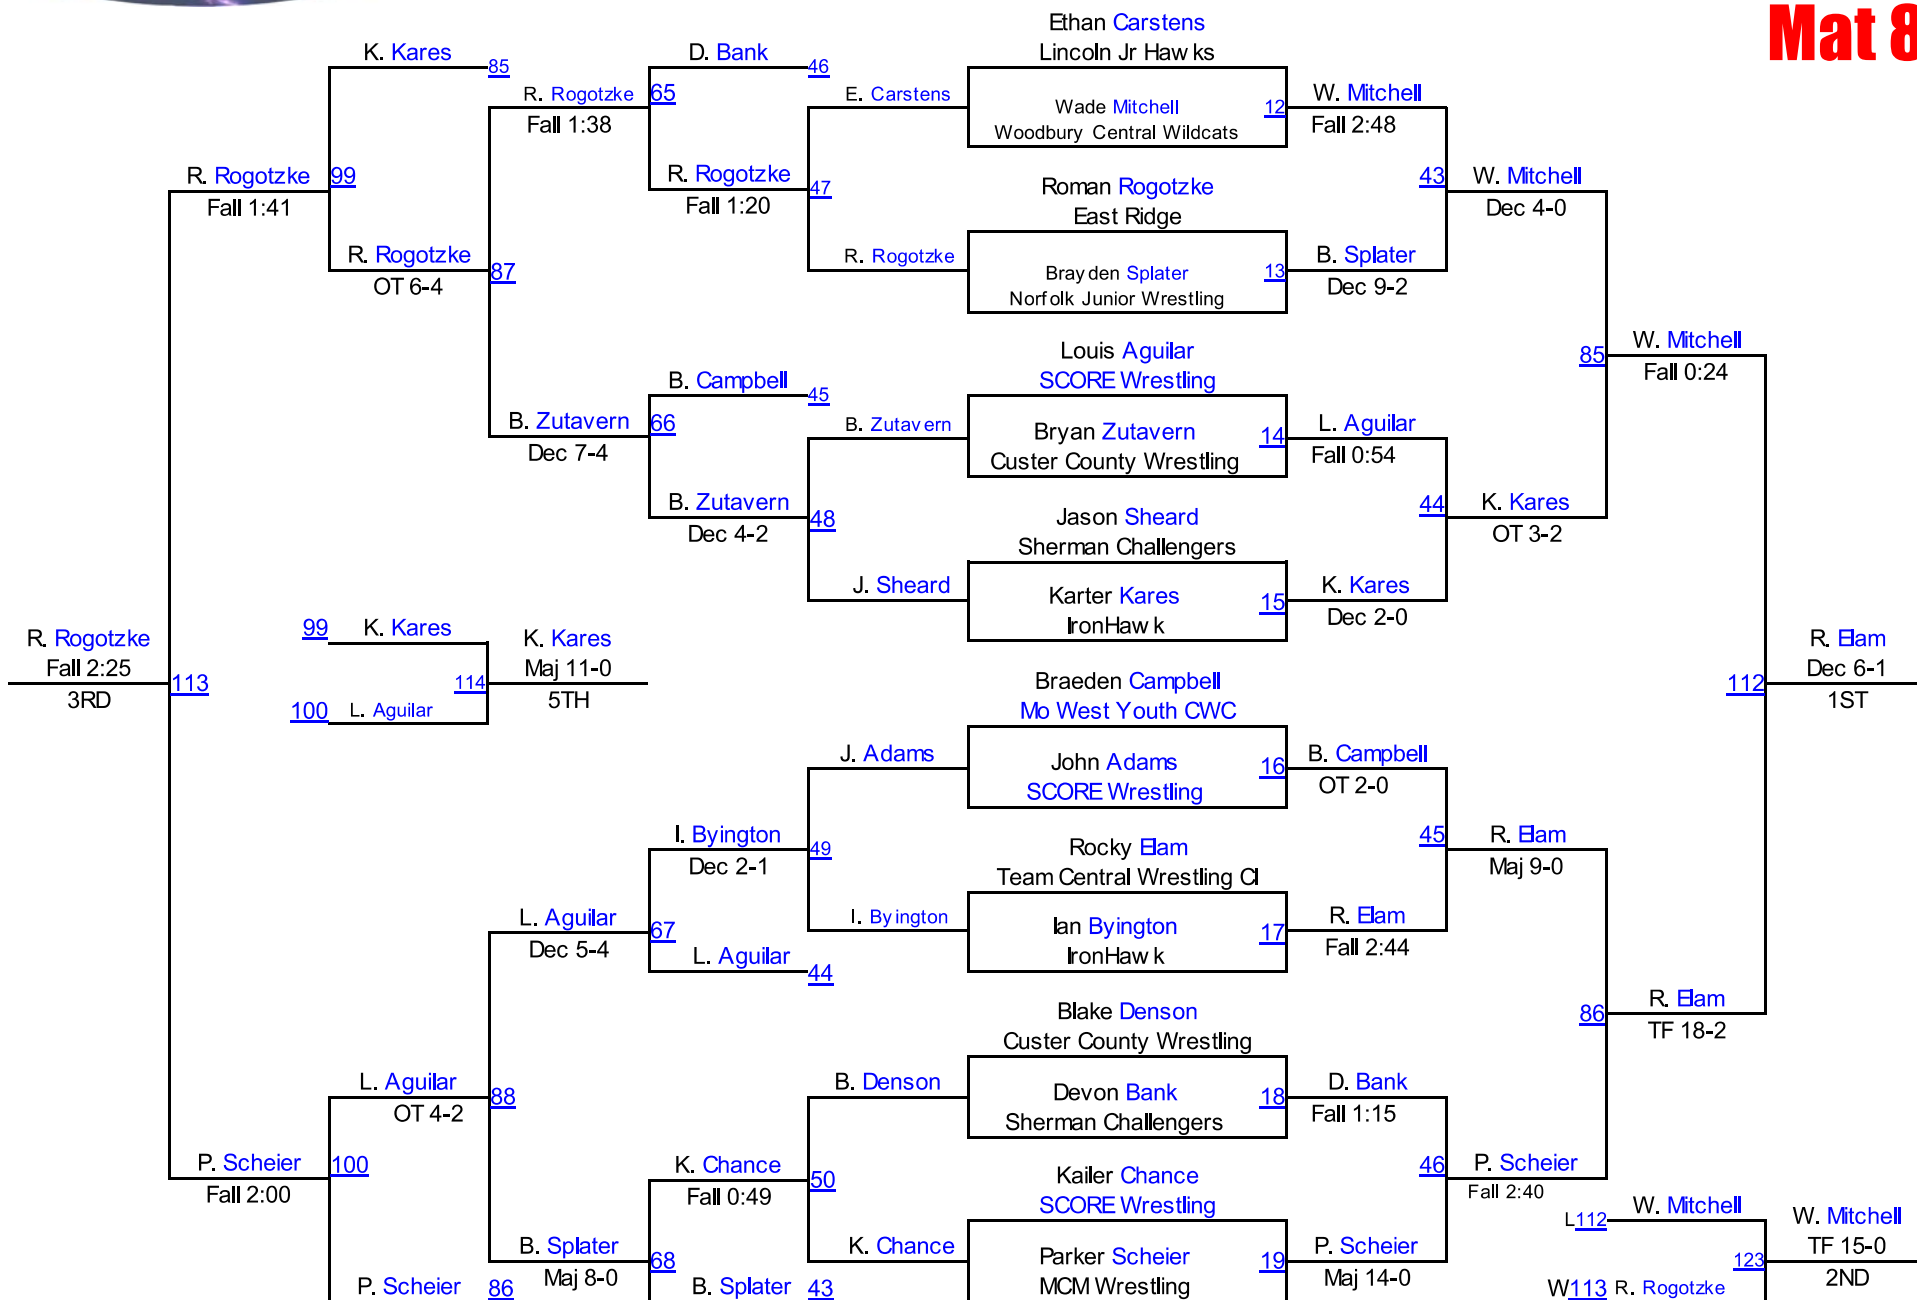 Mat 8
Ethan Carstens
Lincoln Jr Hawks
K. Kares
85
D. Bank
46
R. Rogotzke
65
Fall 1:38
E. Carstens
Wade Mitchell
12
Woodbury Central Wildcats
W. Mitchell
Fall 2:48
R. Rogotzke
99
Fall 1:41
R. Rogotzke
47
Fall 1:20
Roman Rogotzke
East Ridge
43
W. Mitchell
Dec 4-0
R. Rogotzke
87
OT 6-4
R. Rogotzke
Brayden Splater
13
Norfolk Junior Wrestling
B. Splater
Dec 9-2
Louis Aguilar
SCORE Wrestling
85
W. Mitchell
Fall 0:24
B. Campbell
45
B. Zutavern
66
Dec 7-4
B. Zutavern
Bryan Zutavern
14
Custer County Wrestling
L. Aguilar
Fall 0:54
B. Zutavern
48
Dec 4-2
Jason Sheard
Sherman Challengers
44
K. Kares
OT 3-2
J. Sheard
Karter Kares
15
IronHawk
K. Kares
Dec 2-0
R. Rogotzke
Fall 2:25
3RD
113
99
K. Kares
100
L. Aguilar
114
K. Kares
Maj 11-0
5TH
Braeden Campbell
Mo West Youth CWC
112
R. Elam
Dec 6-1
1ST
J. Adams
John Adams
16
SCORE Wrestling
B. Campbell
OT 2-0
I. Byington
49
Dec 2-1
Rocky Elam
Team Central Wrestling Cl
45
R. Elam
Maj 9-0
L. Aguilar
67
Dec 5-4
L. Aguilar
44
I. Byington
Ian Byington
17
IronHawk
R. Elam
Fall 2:44
Blake Denson
Custer County Wrestling
86
R. Elam
TF 18-2
L. Aguilar
88
OT 4-2
B. Denson
Devon Bank
18
Sherman Challengers
D. Bank
Fall 1:15
P. Scheier
100
Fall 2:00
K. Chance
50
Fall 0:49
Kailer Chance
SCORE Wrestling
46
P. Scheier
Fall 2:40
B. Splater
68
Maj 8-0
K. Chance
Parker Scheier
19
MCM Wrestling
P. Scheier
Maj 14-0
L112
W. Mitchell
123
W. Mitchell
TF 15-0
2ND
P. Scheier
86
B. Splater
43
W113 R. Rogotzke